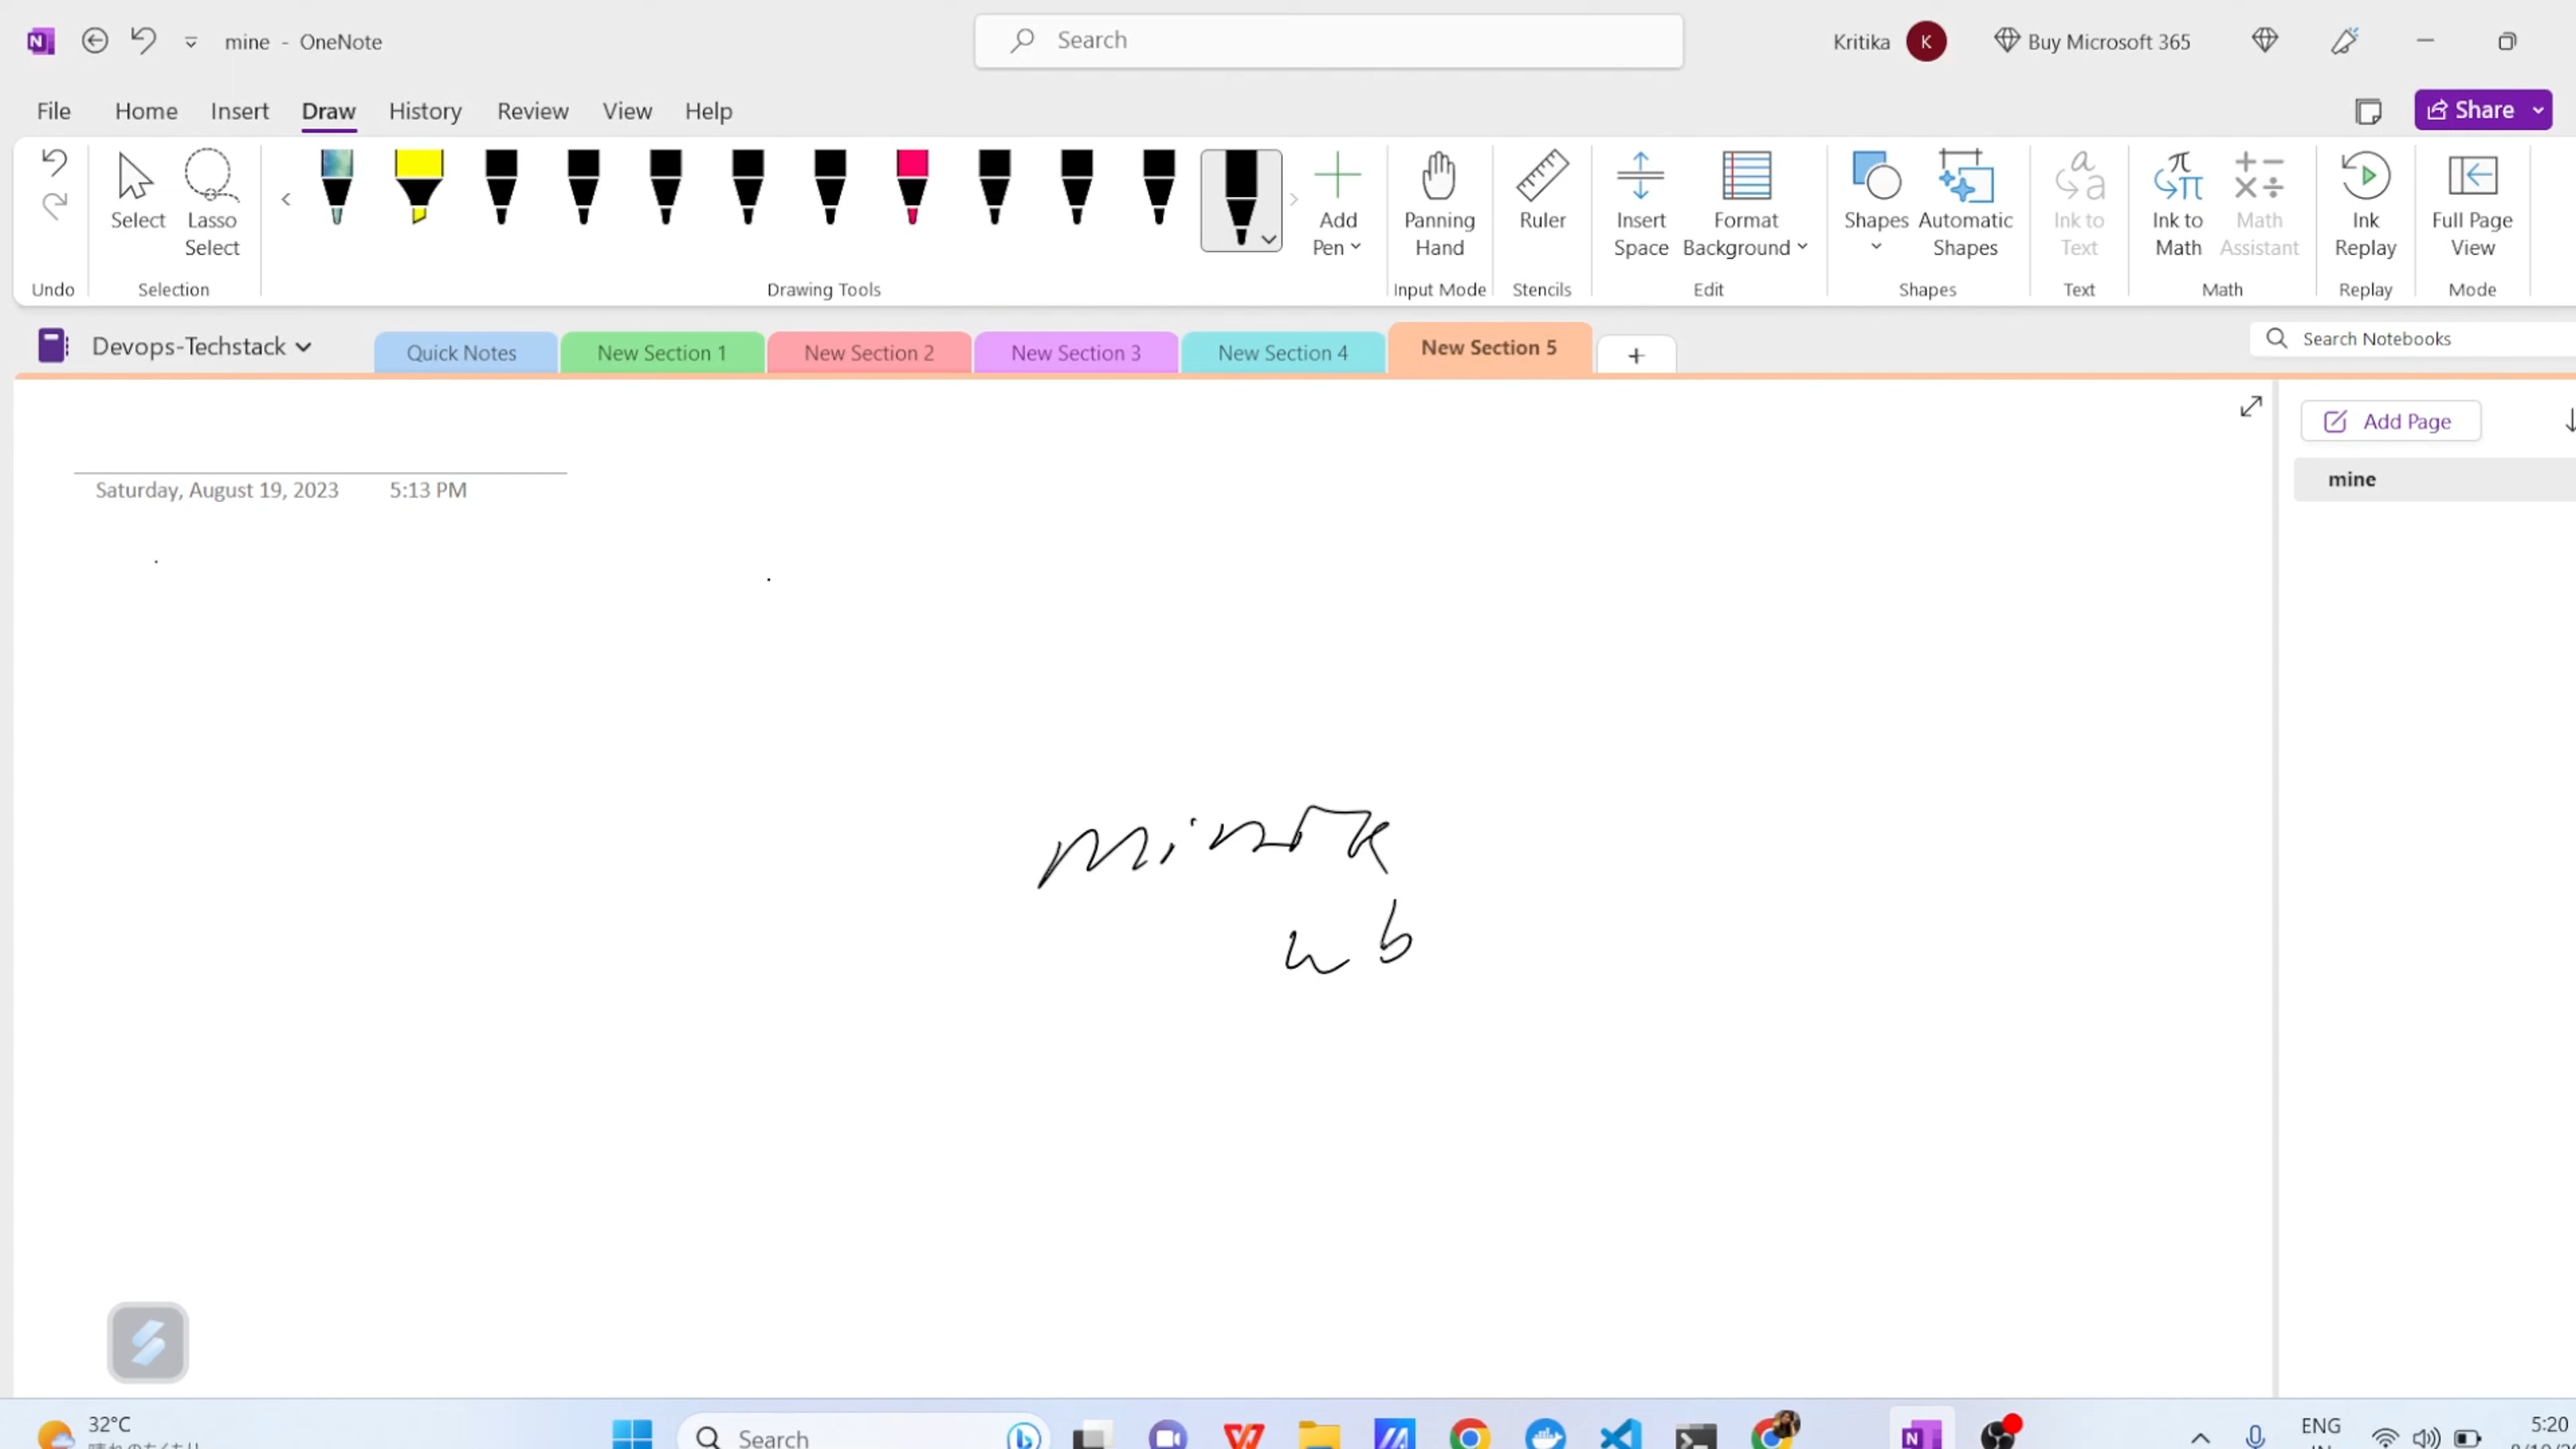 mine - OneNote
Search
Kritika
K
Buy Microsoft 365
File Home Insert Draw History Review View Help
Share
Select
Lasso Select
Add Pen
Panning Hand
Ruler
Insert Space
Format Background
Shapes
Automatic Shapes
Ink to Text
Ink to Math
Math Assistant
Ink Replay
Full Page View
Undo Selection Drawing Tools Input Mode Stencils Edit Shapes Text Math Replay Mode
Devops-Techstack
Quick Notes
New Section 1
New Section 2
New Section 3
New Section 4
New Section 5
Search Notebooks
Add Page
mine
Saturday, August 19, 2023 5:13 PM
b
32°C
Search
ENG
IN
5:20